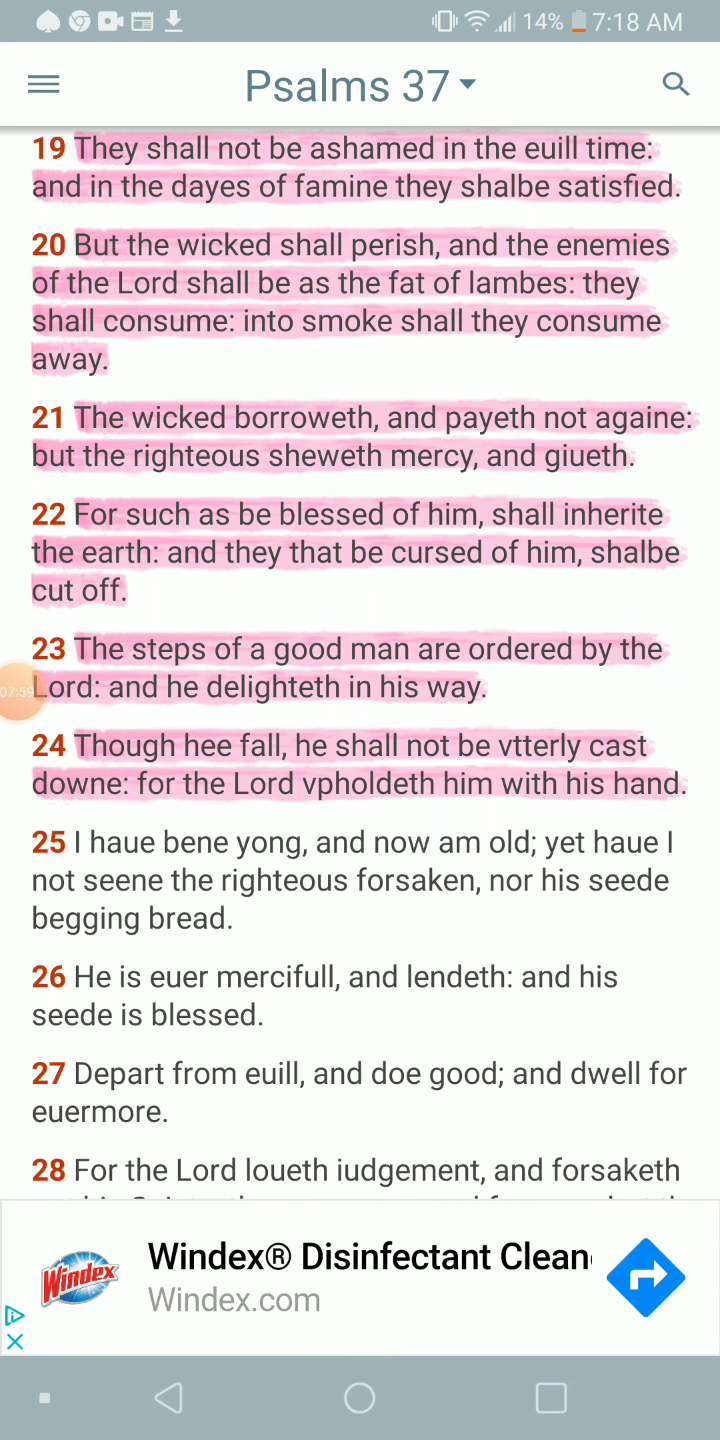 14% 7:18 AM
Psalms 37
19 They shall not be ashamed in the euill time:
and in the dayes of famine they shalbe satisfied.
20 But the wicked shall perish, and the enemies
of the Lord shall be as the fat of lambes: they
shall consume: into smoke shall they consume
away.
21 The wicked borroweth, and payeth not againe:
but the righteous sheweth mercy, and giueth.
22 For such as be blessed of him, shall inherite
the earth: and they that be cursed of him, shalbe
cut off.
23 The steps of a good man are ordered by the
Lord: and he delighteth in his way.
07:59
24 Though hee fall, he shall not be vtterly cast
downe: for the Lord vpholdeth him with his hand.
25 I haue bene yong, and now am old; yet haue I
not seene the righteous forsaken, nor his seede
begging bread.
26 He is euer mercifull, and lendeth: and his
seede is blessed.
27 Depart from euill, and doe good; and dwell for
euermore.
28 For the Lord loueth iudgement, and forsaketh
Windex
Windex® Disinfectant Clean
Windex.com